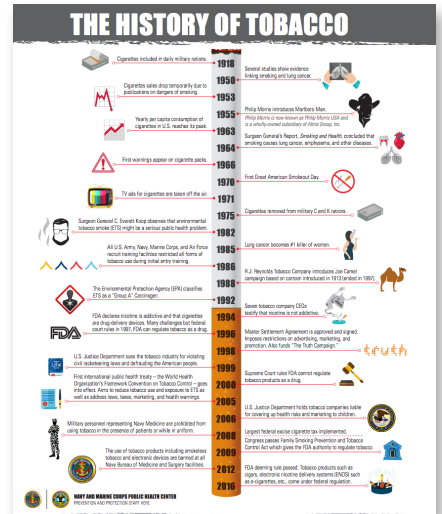 THE HISTORY OF TOBACCO
Cigarettes included in daily military rations.
1918
Several studies show evidence
linking smoking and lung cancer.
1950
Cigarettes sales drop temporarily due to
publications on dangers of smoking.
1953
Philip Morris introduces Marlboro Man.
Philip Morris is now known as Philip Morris USA and
is a wholly-owned subsidiary of Altria Group, Inc.
1955
Yearly per capita consumption of
cigarettes in U.S. reaches its peak.
1963
Surgeon General's Report, Smoking and Health, concluded that
smoking causes lung cancer, emphysema, and other diseases.
1964
First warnings appear on cigarette packs.
1966
First Great American Smokeout Day.
1970
TV ads for cigarettes are taken off the air.
1971
Cigarettes removed from military C and K rations.
1975
Surgeon General C. Everett Koop observes that environmental
tobacco smoke (ETS) might be a serious public health problem.
1982
Lung cancer becomes #1 killer of women.
1985
All U.S. Army, Navy, Marine Corps, and Air Force
recruit training facilities restricted all forms of
tobacco use during initial entry training.
1986
R.J. Reynolds Tobacco Company introduces Joe Camel
campaign based on cartoon introduced in 1913 (ended in 1997).
1988
The Environmental Protection Agency (EPA) classifies
ETS as a "Group A" Carcinogen.
1992
Seven tobacco company CEOs
testify that nicotine is not addictive.
1994
FDA declares nicotine is addictive and that cigarettes
are drug-delivery devices. Many challenges but federal
court rules in 1997, FDA can regulate tobacco as a drug.
FDA
1996
Master Settlement Agreement is approved and signed.
Imposes restrictions on advertising, marketing, and
promotion. Also funds "The Truth Campaign."
truth
1998
U.S. Justice Department sues the tobacco industry for violating
civil racketeering laws and defrauding the American people.
1999
Supreme Court rules FDA cannot regulate
tobacco products as a drug.
2000
First international public health treaty – the World Health
Organization's Framework Convention on Tobacco Control – goes
into effect. Aims to reduce tobacco use and exposure to ETS as
well as address laws, taxes, marketing, and health warnings.
2005
U.S. Justice Department holds tobacco companies liable
for covering up health risks and marketing to children.
2006
Military personnel representing Navy Medicine are prohibited from
using tobacco in the presence of patients or while in uniform.
2008
Largest federal excise cigarette tax implemented.
Congress passes Family Smoking Prevention and Tobacco
Control Act which gives the FDA authority to regulate tobacco.
2009
The use of tobacco products including smokeless
tobacco and electronic devices are banned at all
Navy Bureau of Medicine and Surgery facilities.
2012
FDA deeming rule passed. Tobacco products such as
cigars, electronic nicotine delivery systems (ENDS) such
as e-cigarettes, etc., come under federal regulation.
2016
NAVY AND MARINE CORPS PUBLIC HEALTH CENTER
PREVENTION AND PROTECTION START HERE